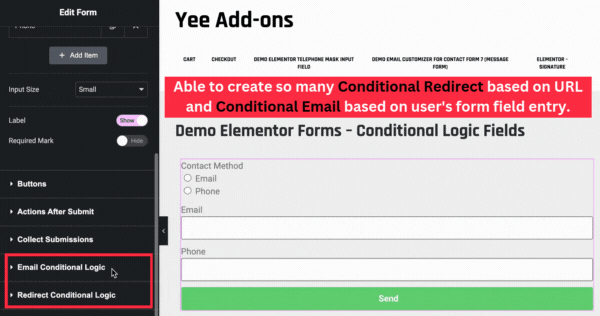 Edit Form
Phone
+ Add Item
Input Size
Small
Label
Show
Required Mark
Hide
Buttons
Actions After Submit
Collect Submissions
Email Conditional Logic
Redirect Conditional Logic
Yee Add-ons
CART
CHECKOUT
DEMO ELEMENTOR TELEPHONE MASK INPUT
FIELD
DEMO EMAIL CUSTOMIZER FOR CONTACT FORM 7 (MESSAGE
FORM)
ELEMENTOR -
SIGNATURE
Able to create so many Conditional Redirect based on URL
and Conditional Email based on user's form field entry.
Demo Elementor Forms – Conditional Logic Fields
Contact Method
Email
Phone
Email
Phone
Send